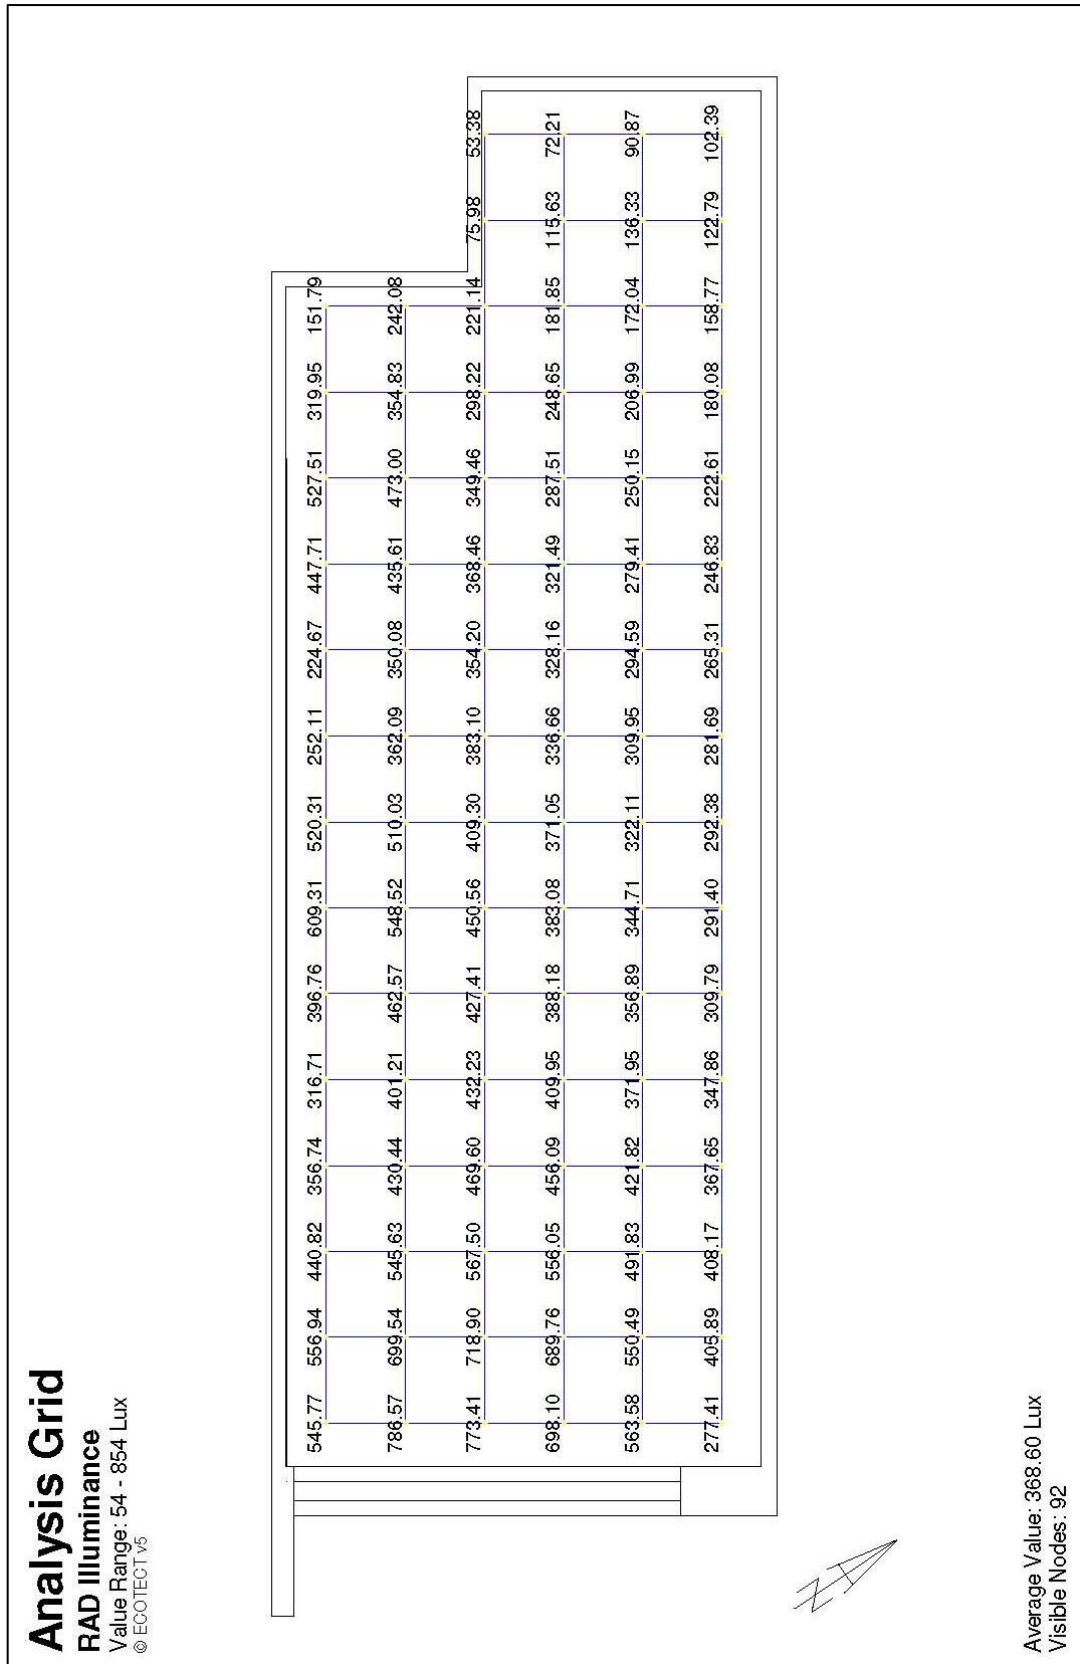 Analysis Grid
RAD Illuminance
Value Range: 54 - 854 Lux
© ECOTECT v5
545.77 556.94 440.82 356.74 316.71 396.76 609.31 520.31 252.11 224.67 447.71 527.51 319.95 151.79
786.57 699.54 545.63 430.44 401.21 462.57 548.52 510.03 362.09 350.08 435.61 473.00 354.83 242.08
773.41 718.90 567.50 469.60 432.23 427.41 450.56 409.30 383.10 354.20 368.46 349.46 298.22 221.14 75.98 53.38
698.10 689.76 556.05 456.09 409.95 388.18 383.08 371.05 336.66 328.16 321.49 287.51 248.65 181.85 115.63 72.21
563.58 550.49 491.83 421.82 371.95 356.89 344.71 322.11 309.95 294.59 279.41 250.15 206.99 172.04 136.33 90.87
277.41 405.89 408.17 367.65 347.86 309.79 291.40 292.38 281.69 265.31 246.83 222.61 180.08 158.77 122.79 102.39
N
Average Value: 368.60 Lux
Visible Nodes: 92